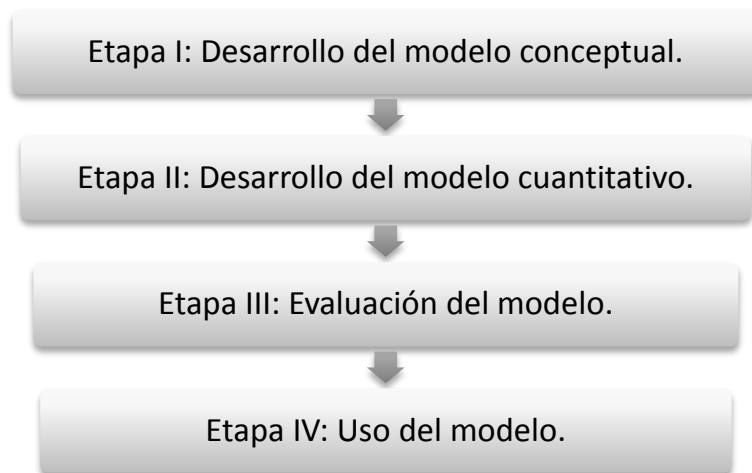 Etapa I: Desarrollo del modelo conceptual.
Etapa II: Desarrollo del modelo cuantitativo.
Etapa III: Evaluación del modelo.
Etapa IV: Uso del modelo.